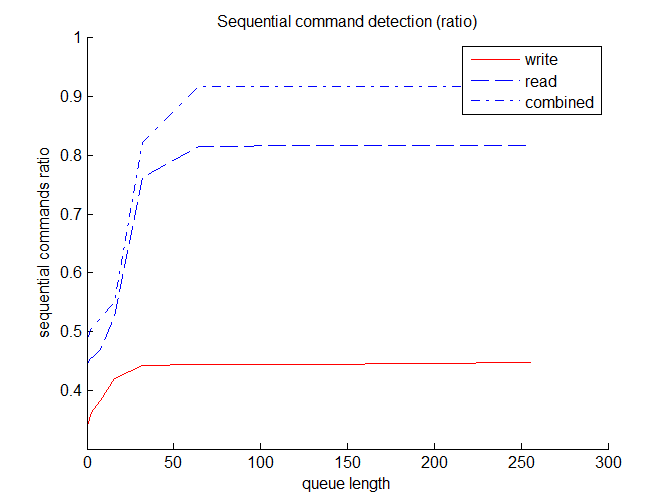 Sequential command detection (ratio)
1
0.9
0.8
0.7
0.6
0.5
0.4
sequential commands ratio
write
read
combined
0 50 100 150 200 250 300
queue length